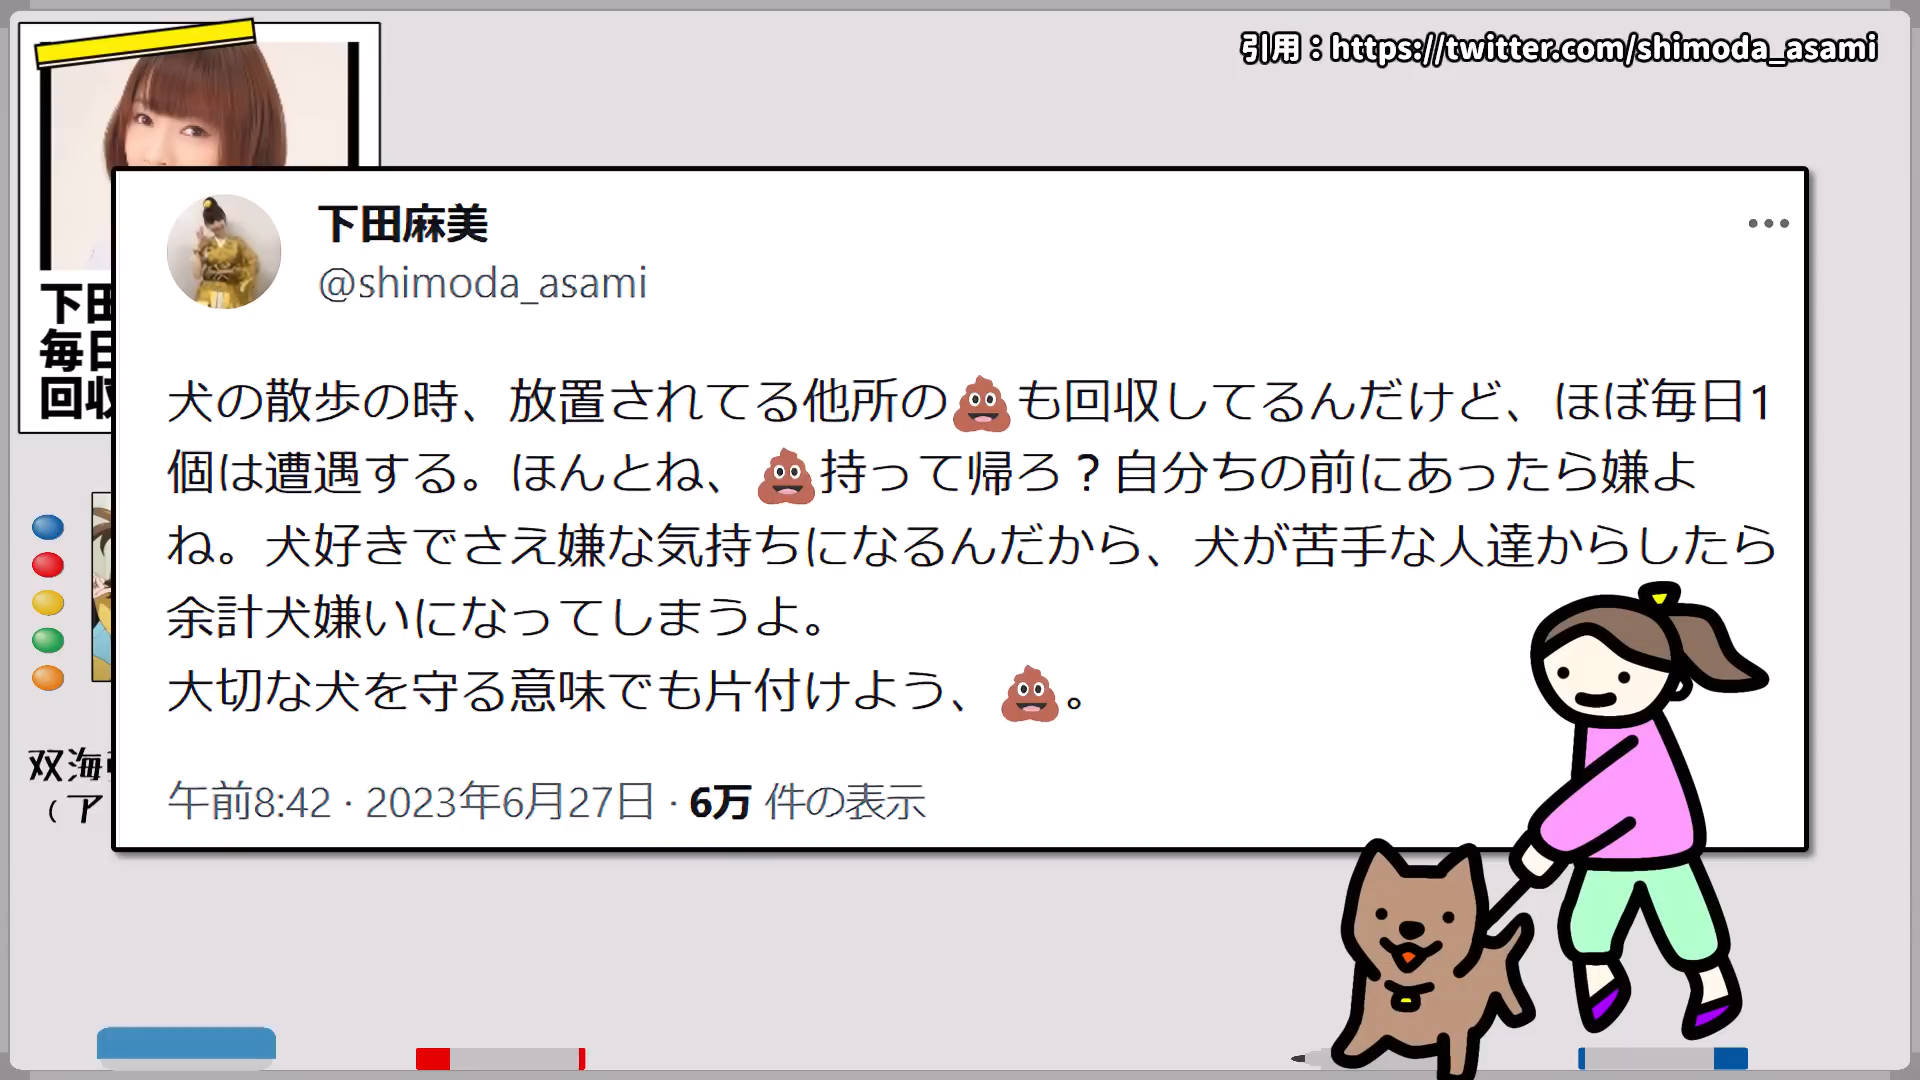 引用：https://twitter.com/shimoda_asami
下田麻美
@shimoda_asami
犬の散歩の時、放置されてる他所の💩も回収してるんだけど、ほぼ毎日1
個は遭遇する。ほんとね、💩持って帰ろ？自分ちの前にあったら嫌よ
ね。犬好きでさえ嫌な気持ちになるんだから、犬が苦手な人達からしたら
余計犬嫌いになってしまうよ。
大切な犬を守る意味でも片付けよう、💩。
午前8:42 · 2023年6月27日 · 6万 件の表示
下田
毎日
回収
双海
（ア